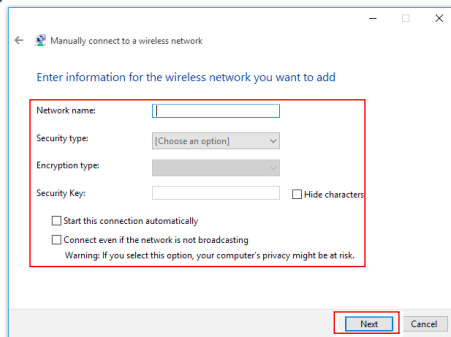 Manually connect to a wireless network
Enter information for the wireless network you want to add
Network name:
Security type: [Choose an option]
Encryption type:
Security Key: Hide characters
Start this connection automatically
Connect even if the network is not broadcasting
Warning: If you select this option, your computer's privacy might be at risk.
Next Cancel